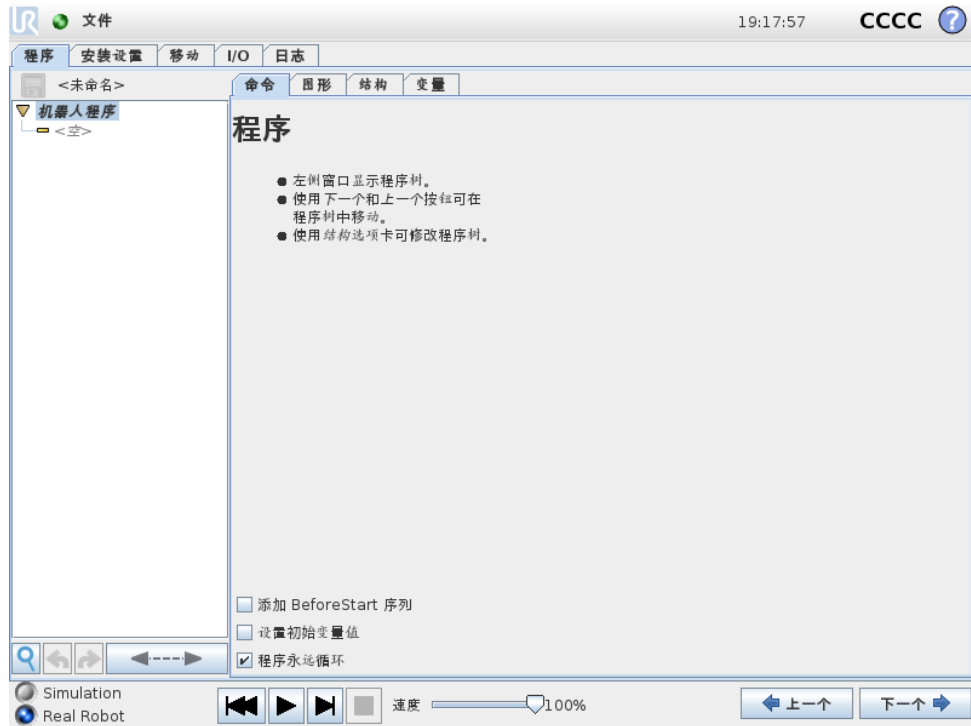 UR 文件 19:17:57 CCCC ?
程序 安装设置 移动 I/O 日志
<未命名> 命令 图形 结构 变量
机器人程序
<空>
程序
左侧窗口显示程序树。
使用下一个和上一个按钮可在
程序树中移动。
使用结构选项卡可修改程序树。
添加 BeforeStart 序列
设置初始变量值
程序永远循环
Simulation
Real Robot
速度 100% 上一个 下一个